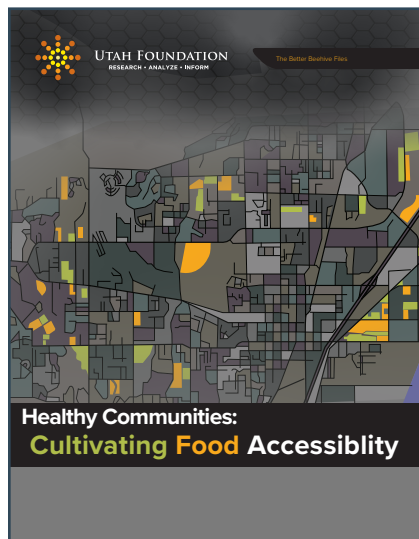 UTAH FOUNDATION
RESEARCH • ANALYZE • INFORM
The Better Beehive Files
Healthy Communities:
Cultivating Food Accessiblity